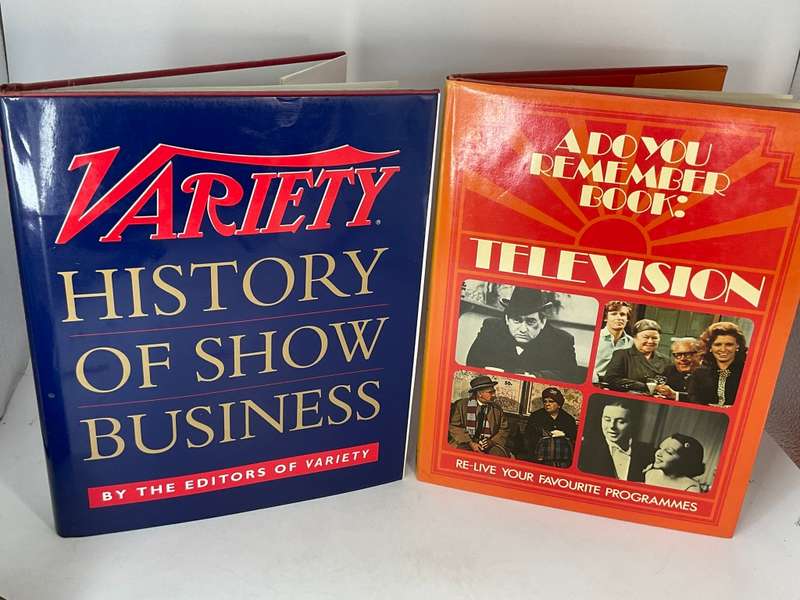 VARIETY®
HISTORY
OF SHOW
BUSINESS
BY THE EDITORS OF VARIETY
A DO YOU
REMEMBER
BOOK:
TELEVISION
RE-LIVE YOUR FAVOURITE PROGRAMMES